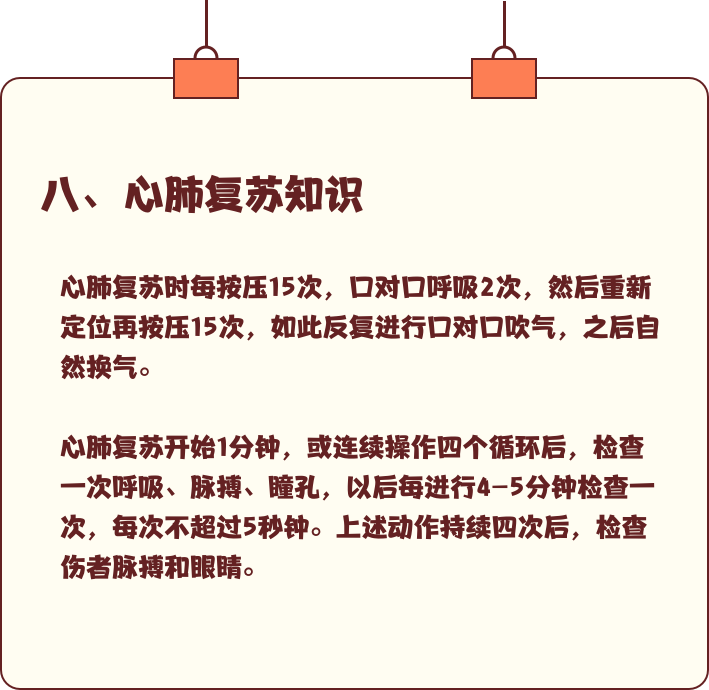 八、心肺复苏知识
心肺复苏时每按压15次，口对口呼吸2次，然后重新
定位再按压15次，如此反复进行口对口吹气，之后自
然换气。
心肺复苏开始1分钟，或连续操作四个循环后，检查
一次呼吸、脉搏、瞳孔，以后每进行4-5分钟检查一
次，每次不超过5秒钟。上述动作持续四次后，检查
伤者脉搏和眼睛。